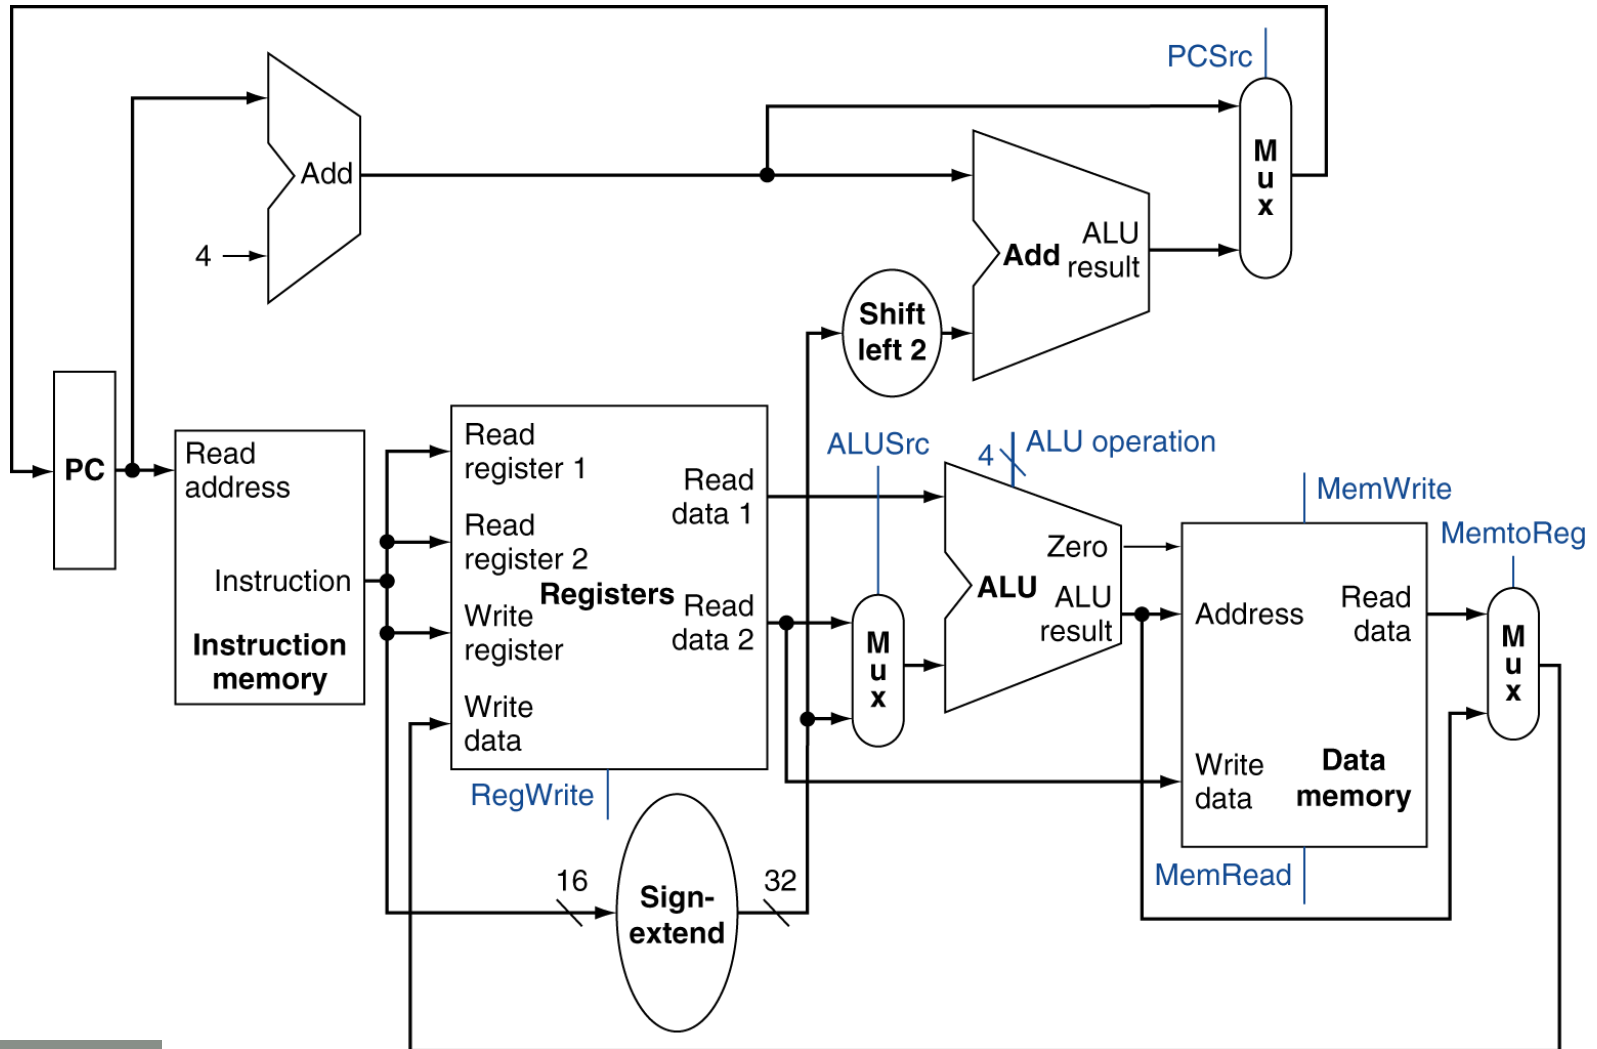 PCSrc
M
u
x
Add
4
Add
ALU
result
Shift
left 2
PC
Read
address
Instruction
Instruction
memory
Read
register 1
Read
register 2
Write
register
Write
data
Registers
Read
data 1
Read
data 2
RegWrite
16
Sign-
extend
32
ALUSrc
M
u
x
4
ALU operation
Zero
ALU
ALU
result
MemWrite
Address
Read
data
Write
data
Data
memory
MemRead
MemtoReg
M
u
x